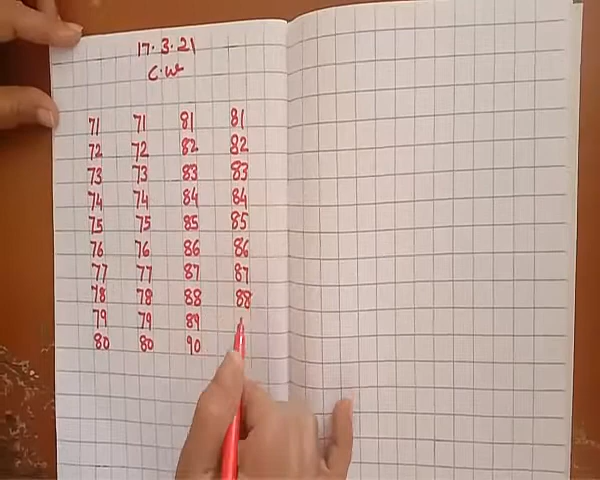 17.3.21
C.W
71 71 81 81
72 72 82 82
73 73 83 83
74 74 84 84
75 75 85 85
76 76 86 86
77 77 87 87
78 78 88 88
79 79 89
80 80 90